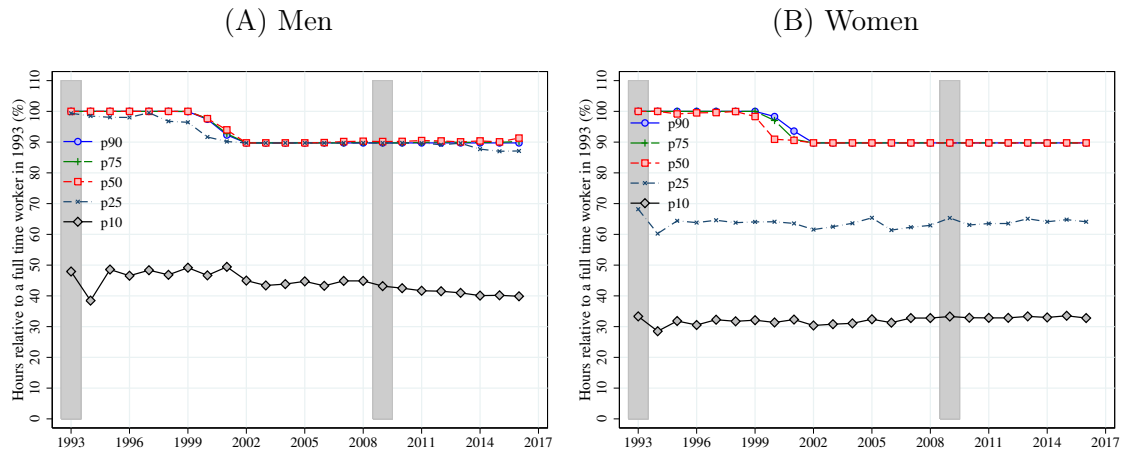 (A) Men
Hours relative to a full time worker in 1993 (%)
110
100
90
80
70
60
50
40
30
20
10
0
p90
p75
p50
p25
p10
1993 1996 1999 2002 2005 2008 2011 2014 2017
(B) Women
Hours relative to a full time worker in 1993 (%)
110
100
90
80
70
60
50
40
30
20
10
0
p90
p75
p50
p25
p10
1993 1996 1999 2002 2005 2008 2011 2014 2017